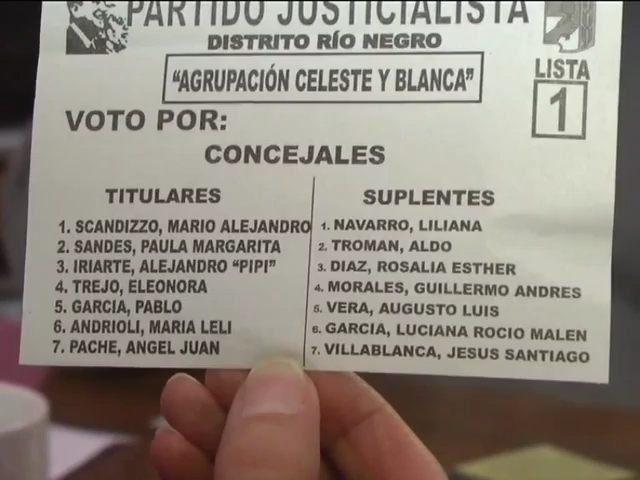 PARTIDO JUSTICIALISTA
DISTRITO RÍO NEGRO
"AGRUPACIÓN CELESTE Y BLANCA"
LISTA
1
VOTO POR:
CONCEJALES
TITULARES
1. SCANDIZZO, MARIO ALEJANDRO
2. SANDES, PAULA MARGARITA
3. IRIARTE, ALEJANDRO "PIPI"
4. TREJO, ELEONORA
5. GARCIA, PABLO
6. ANDRIOLI, MARIA LELI
7. PACHE, ANGEL JUAN
SUPLENTES
1. NAVARRO, LILIANA
2. TROMAN, ALDO
3. DIAZ, ROSALIA ESTHER
4. MORALES, GUILLERMO ANDRES
5. VERA, AUGUSTO LUIS
6. GARCIA, LUCIANA ROCIO MALEN
7. VILLABLANCA, JESUS SANTIAGO